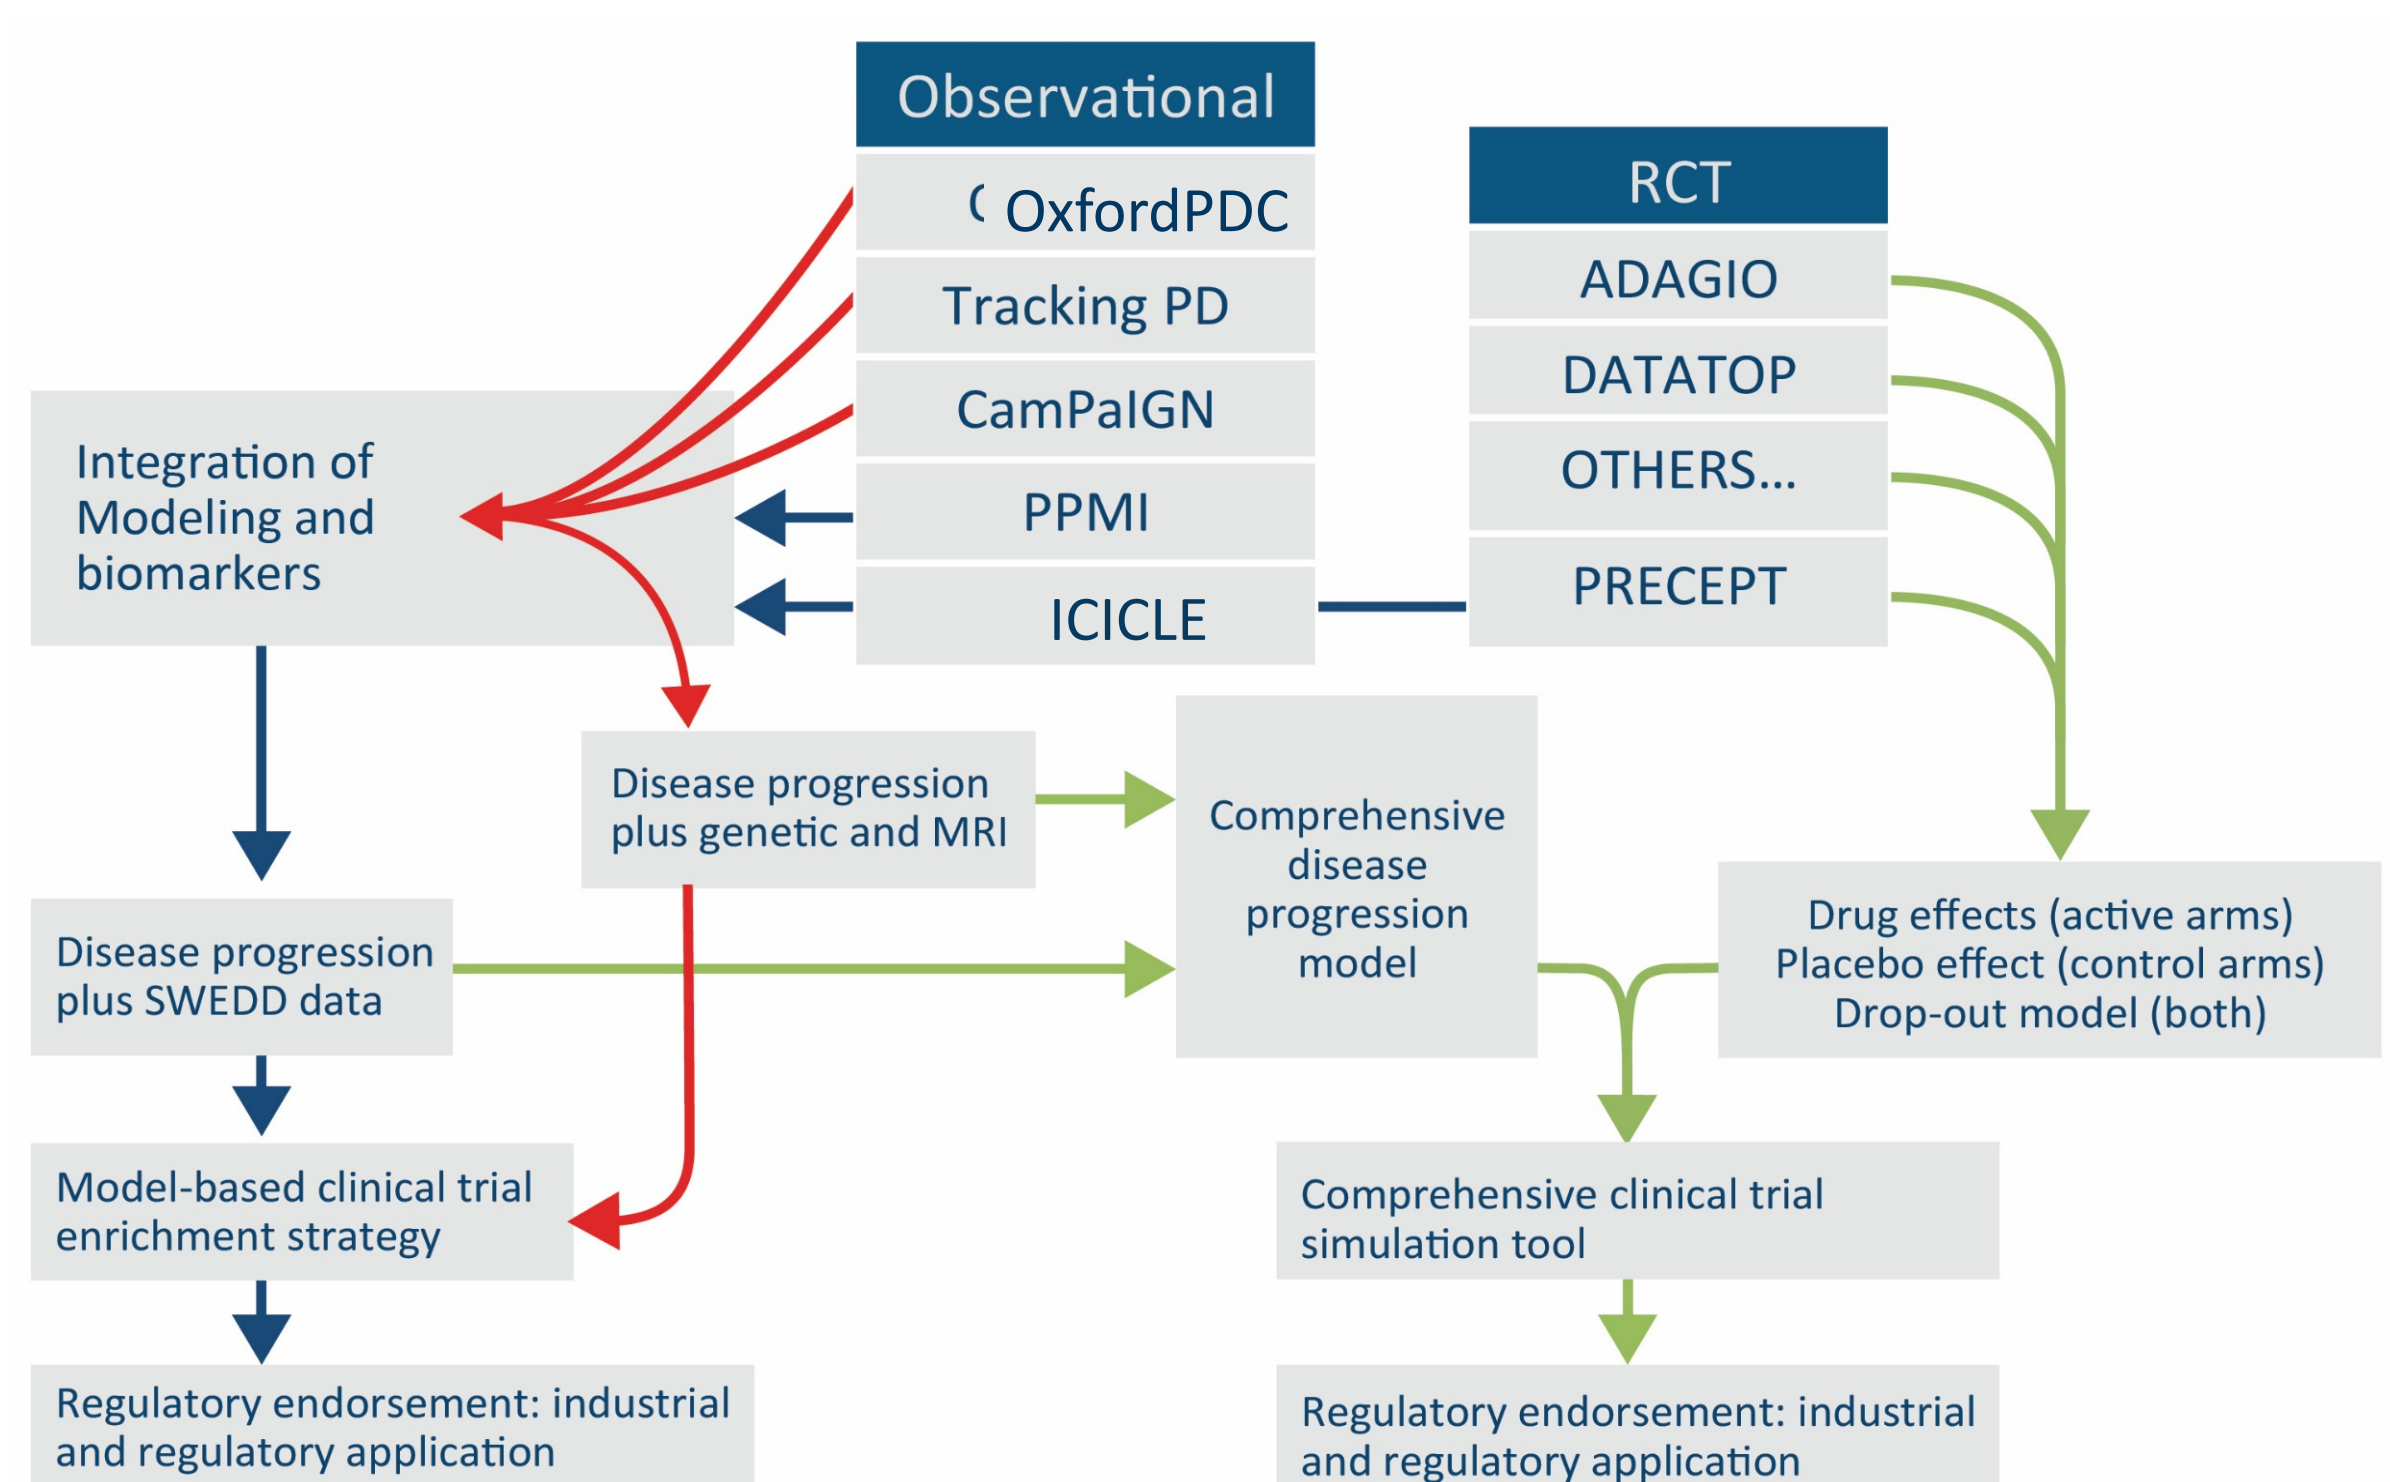 Observational
OxfordPDC
Tracking PD
CamPaIGN
PPMI
ICICLE
RCT
ADAGIO
DATATOP
OTHERS...
PRECEPT
Integration of
Modeling and
biomarkers
Disease progression
plus genetic and MRI
Comprehensive
disease
progression
model
Drug effects (active arms)
Placebo effect (control arms)
Drop-out model (both)
Disease progression
plus SWEDD data
Model-based clinical trial
enrichment strategy
Comprehensive clinical trial
simulation tool
Regulatory endorsement: industrial
and regulatory application
Regulatory endorsement: industrial
and regulatory application